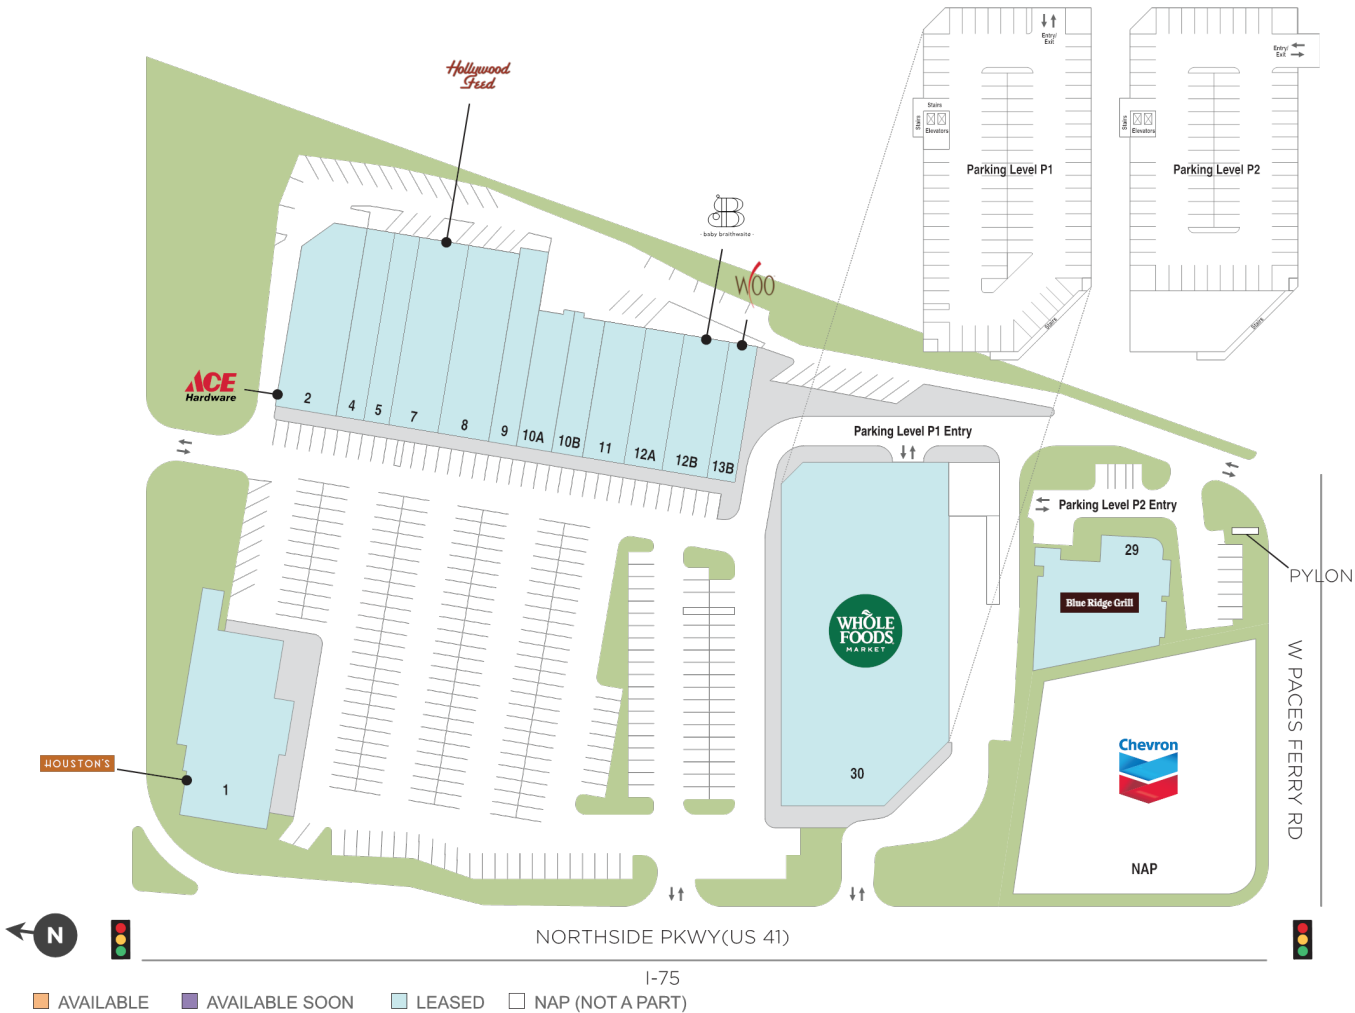 Entry/
Exit
Entry/
Exit
Stairs
Stairs
Elevators
Stairs
Elevators
Parking Level P1
Parking Level P2
Stairs
Stairs
Hollywood
Feed
B
- baby braithwaite -
WOO
ACE
Hardware
2
4
5
7
8
9
10A
10B
11
12A
12B
13B
Parking Level P1 Entry
Parking Level P2 Entry
29
Blue Ridge Grill
PYLON
WHOLE
FOODS
MARKET
30
W PACES FERRY RD
Chevron
NAP
HOUSTON'S
1
N
NORTHSIDE PKWY(US 41)
I-75
AVAILABLE
AVAILABLE SOON
LEASED
NAP (NOT A PART)